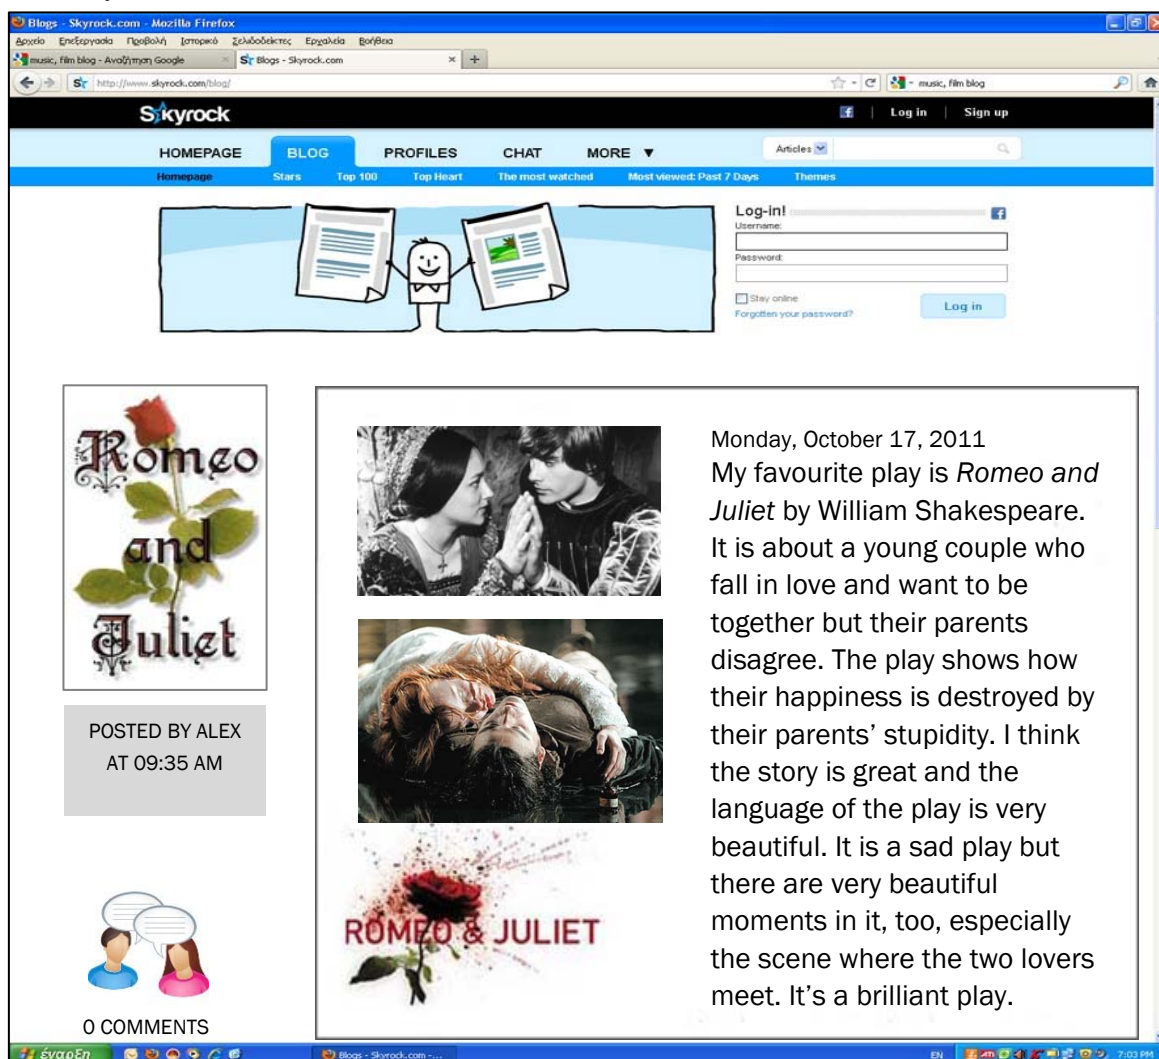 Blogs - Skyrock.com - Mozilla Firefox
Αρχείο Επεξεργασία Προβολή Ιστορικό Σελιδοδείκτες Εργαλεία Βοήθεια
music, film blog - Αναζήτηση Google
Blogs - Skyrock.com
http://www.skyrock.com/blog/
music, film blog
Skyrock
Log in | Sign up
HOMEPAGE BLOG PROFILES CHAT MORE ▼
Articles
Homepage Stars Top 100 Top Heart The most watched Most viewed: Past 7 Days Themes
Log-in!
Username:
Password:
Stay online
Forgotten your password?
Log in
Romeo
and
Juliet
POSTED BY ALEX
AT 09:35 AM
0 COMMENTS
ROMEO & JULIET
Monday, October 17, 2011
My favourite play is Romeo and
Juliet by William Shakespeare.
It is about a young couple who
fall in love and want to be
together but their parents
disagree. The play shows how
their happiness is destroyed by
their parents’ stupidity. I think
the story is great and the
language of the play is very
beautiful. It is a sad play but
there are very beautiful
moments in it, too, especially
the scene where the two lovers
meet. It’s a brilliant play.
έναρξη
Blogs - Skyrock.com -...
EN
7:03 PM